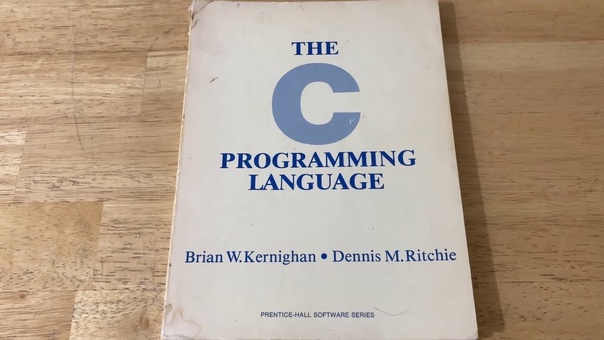 THE
C
PROGRAMMING
LANGUAGE
Brian W. Kernighan • Dennis M. Ritchie
PRENTICE-HALL SOFTWARE SERIES